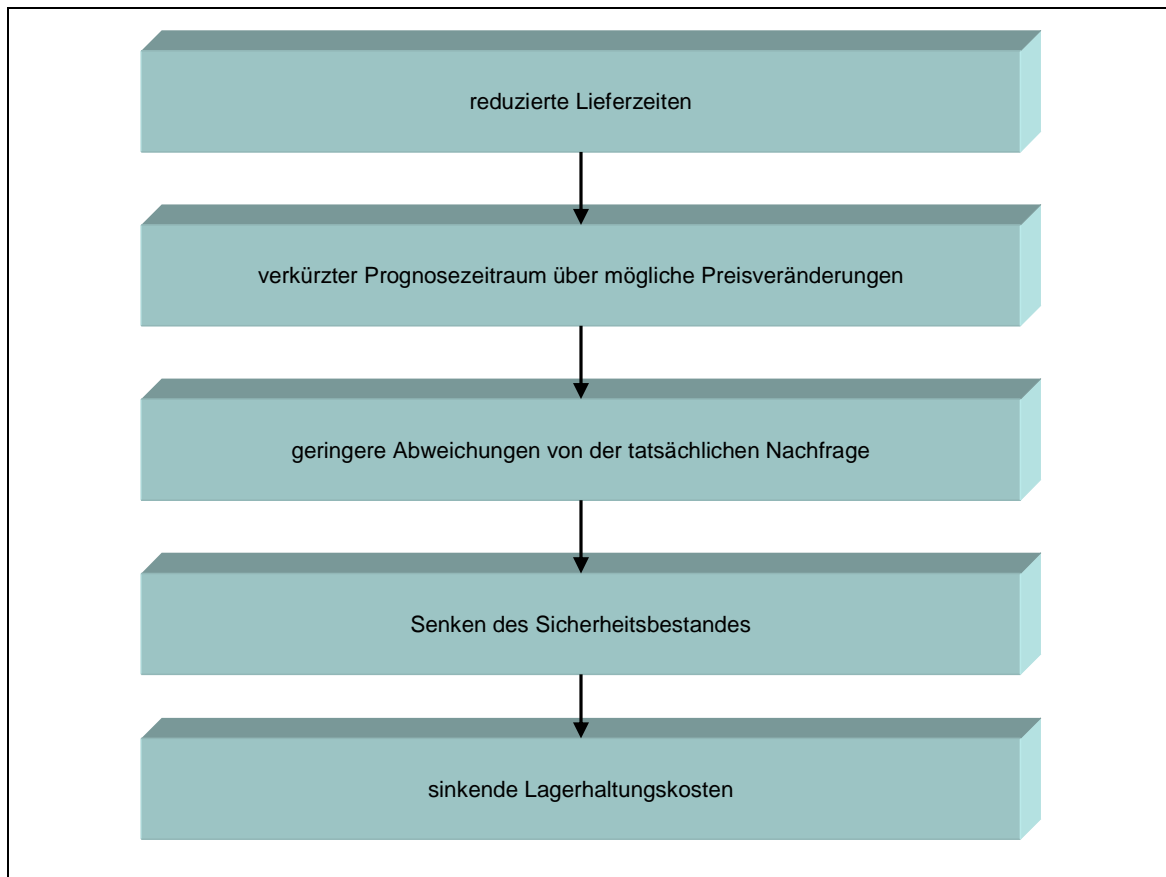 reduzierte Lieferzeiten
verkürzter Prognosezeitraum über mögliche Preisveränderungen
geringere Abweichungen von der tatsächlichen Nachfrage
Senken des Sicherheitsbestandes
sinkende Lagerhaltungskosten